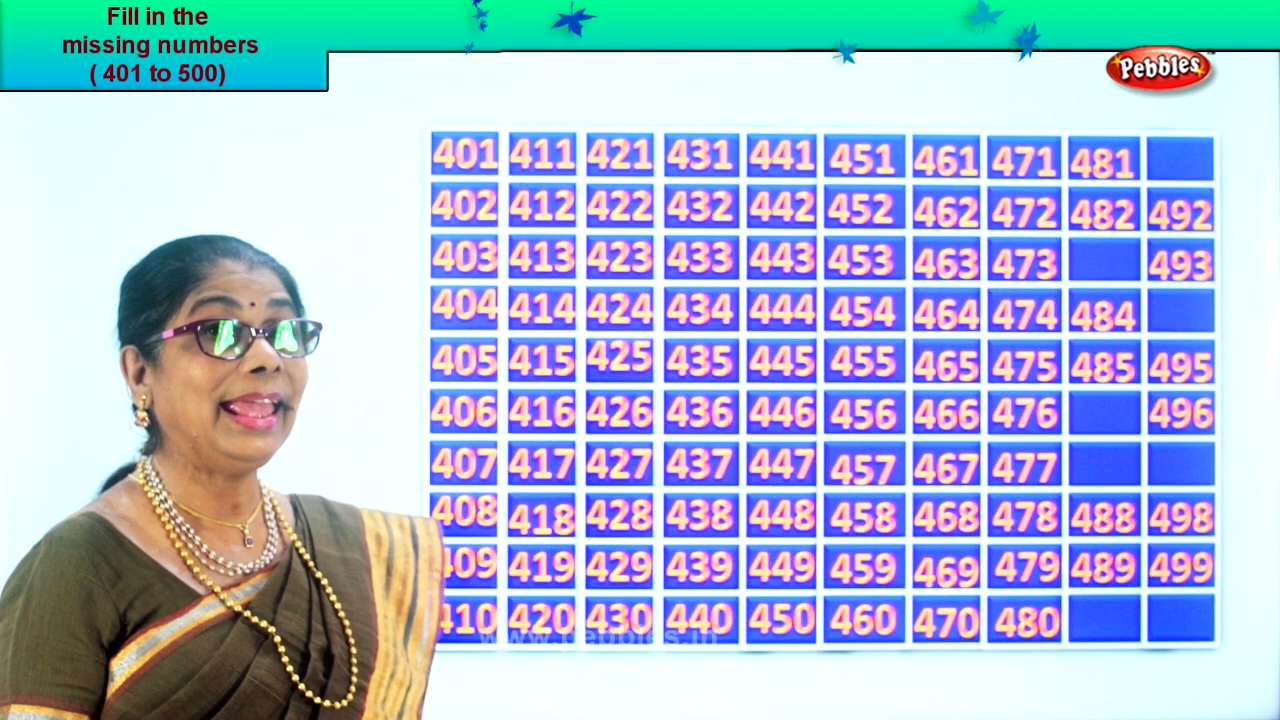 Fill in the
missing numbers
( 401 to 500)
Pebbles
401 411 421 431 441 451 461 471 481
402 412 422 432 442 452 462 472 482 492
403 413 423 433 443 453 463 473 493
404 414 424 434 444 454 464 474 484
405 415 425 435 445 455 465 475 485 495
406 416 426 436 446 456 466 476 496
407 417 427 437 447 457 467 477
408 418 428 438 448 458 468 478 488 498
409 419 429 439 449 459 469 479 489 499
410 420 430 440 450 460 470 480
www.pebbles.in